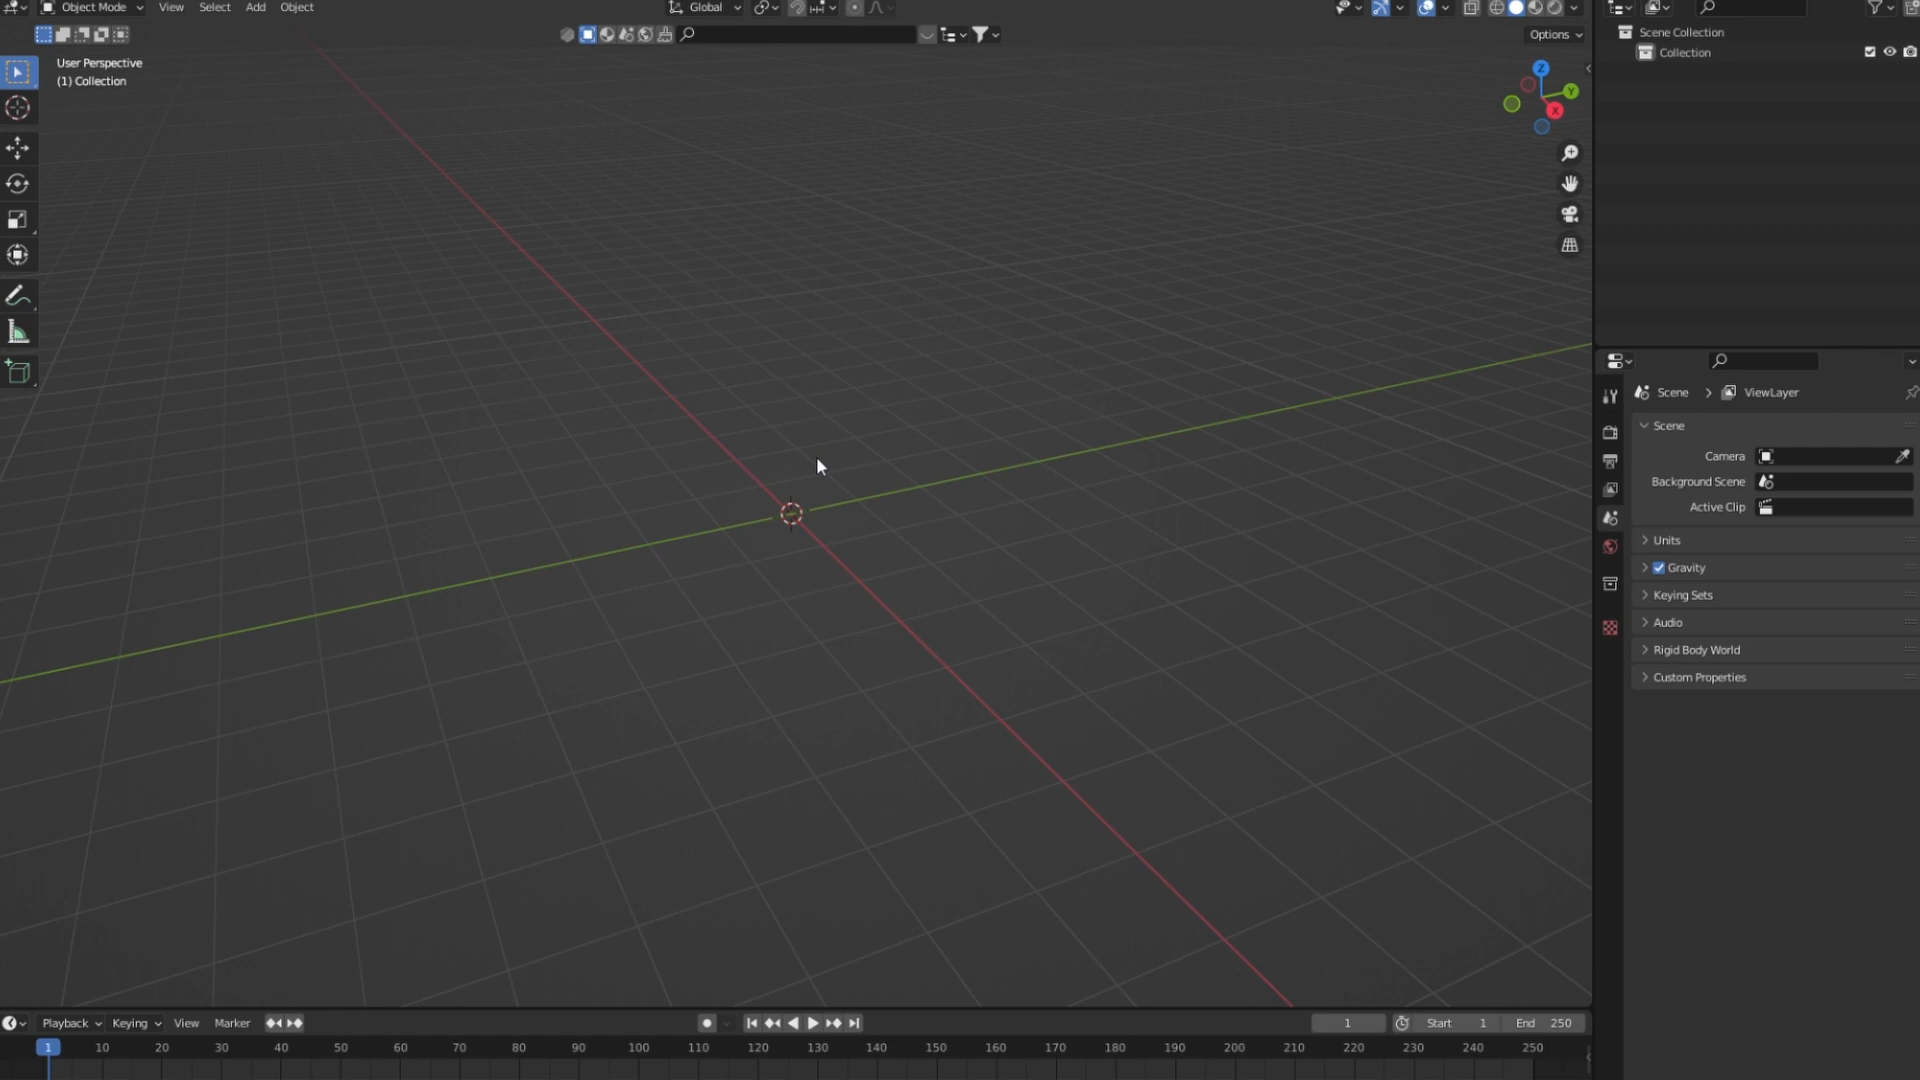 Object Mode View Select Add Object Global
Options
User Perspective
(1) Collection
Z
Y
X
Scene Collection
Collection
Scene ViewLayer
Scene
Camera
Background Scene
Active Clip
Units
Gravity
Keying Sets
Audio
Rigid Body World
Custom Properties
Playback Keying View Marker 1 Start 1 End 250
1 10 20 30 40 50 60 70 80 90 100 110 120 130 140 150 160 170 180 190 200 210 220 230 240 250